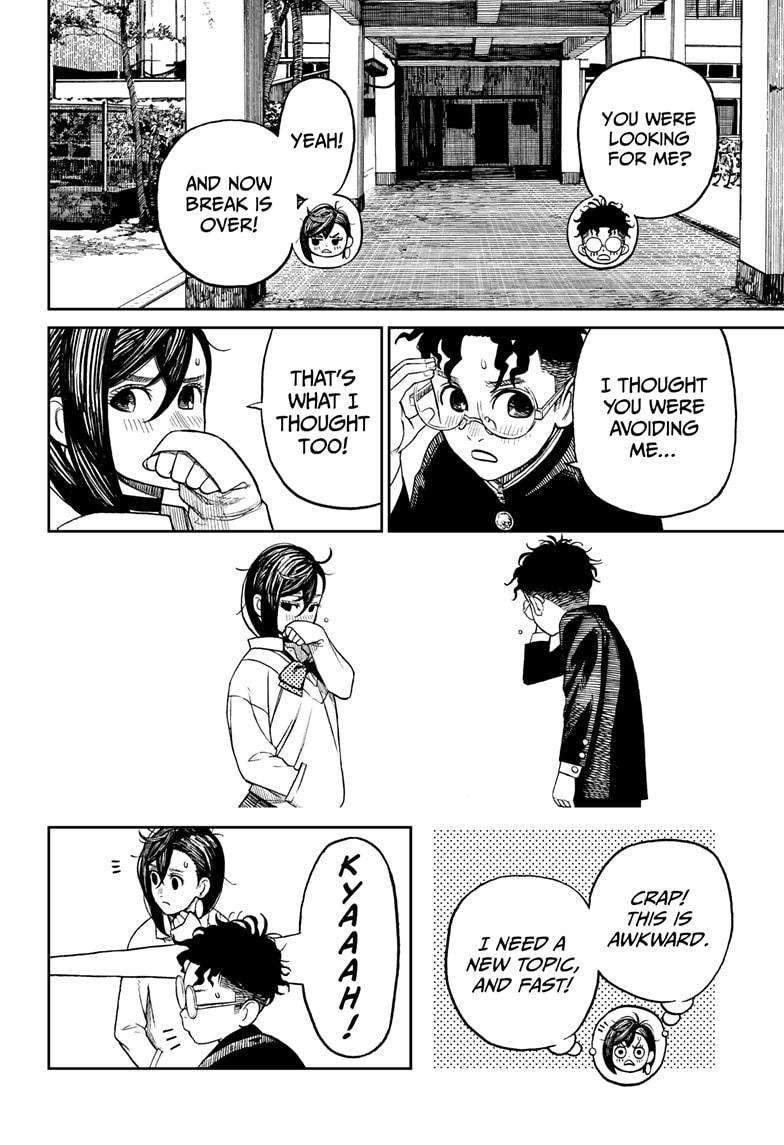 YOU WERE
LOOKING
FOR ME?
YEAH!
AND NOW
BREAK IS
OVER!
I THOUGHT
YOU WERE
AVOIDING
ME...
THAT'S
WHAT I
THOUGHT
TOO!
CRAP!
THIS IS
AWKWARD.
I NEED A
NEW TOPIC,
AND FAST!
KYAAAH!